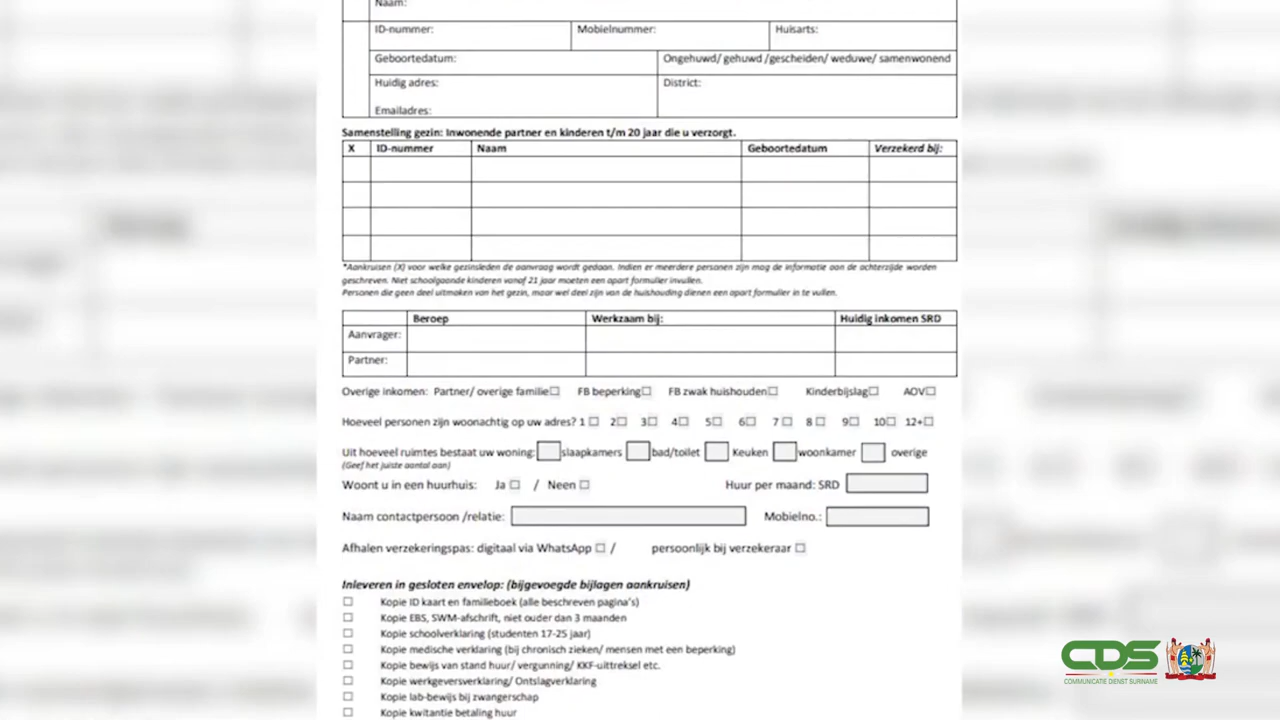 Naam:
ID-nummer: Mobielnummer: Huisarts:
Geboortedatum: Ongehuwd/ gehuwd /gescheiden/ weduwe/ samenwonend
Huidig adres: District:
Emailadres:
Samenstelling gezin: Inwonende partner en kinderen t/m 20 jaar die u verzorgt.
X ID-nummer Naam Geboortedatum Verzekerd bij:
*Aankruisen (X) voor welke gezinsleden de aanvraag wordt gedaan. Indien er meerdere personen zijn mag de informatie aan de achterzijde worden
geschreven. Niet schoolgaande kinderen vanaf 21 jaar moeten een apart formulier invullen.
Personen die geen deel uitmaken van het gezin, maar wel deel zijn van de huishouding dienen een apart formulier in te vullen.
Beroep Werkzaam bij: Huidig inkomen SRD
Aanvrager:
Partner:
Overige inkomen: Partner/ overige familie☐ FB beperking☐ FB zwak huishouden☐ Kinderbijslag☐ AOV☐
Hoeveel personen zijn woonachtig op uw adres? 1 ☐ 2☐ 3☐ 4☐ 5☐ 6☐ 7 ☐ 8 ☐ 9☐ 10☐ 12+☐
Uit hoeveel ruimtes bestaat uw woning: slaapkamers bad/toilet Keuken woonkamer overige
(Geef het juiste aantal aan)
Woont u in een huurhuis: Ja ☐ / Neen ☐ Huur per maand: SRD
Naam contactpersoon /relatie: Mobielno.:
Afhalen verzekeringspas: digitaal via WhatsApp ☐ / persoonlijk bij verzekeraar ☐
Inleveren in gesloten envelop: (bijgevoegde bijlagen aankruisen)
☐ Kopie ID kaart en familieboek (alle beschreven pagina's)
☐ Kopie EBS, SWM-afschrift, niet ouder dan 3 maanden
☐ Kopie schoolverklaring (studenten 17-25 jaar)
☐ Kopie medische verklaring (bij chronisch zieken/ mensen met een beperking)
☐ Kopie bewijs van stand huur/ vergunning/ KKF-uittreksel etc.
☐ Kopie werkgeversverklaring/ Ontslagverklaring
☐ Kopie lab-bewijs bij zwangerschap
☐ Kopie kwitantie betaling huur
CDS
COMMUNICATIE DIENST SURINAME